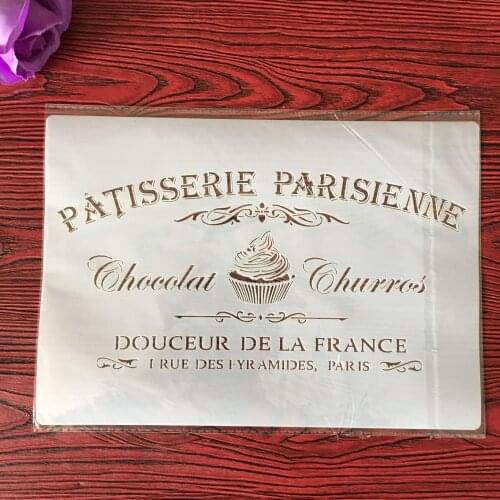 PÂTISSERIE PARISIENNE
Chocolat Churros
DOUCEUR DE LA FRANCE
1 RUE DES PYRAMIDES, PARIS